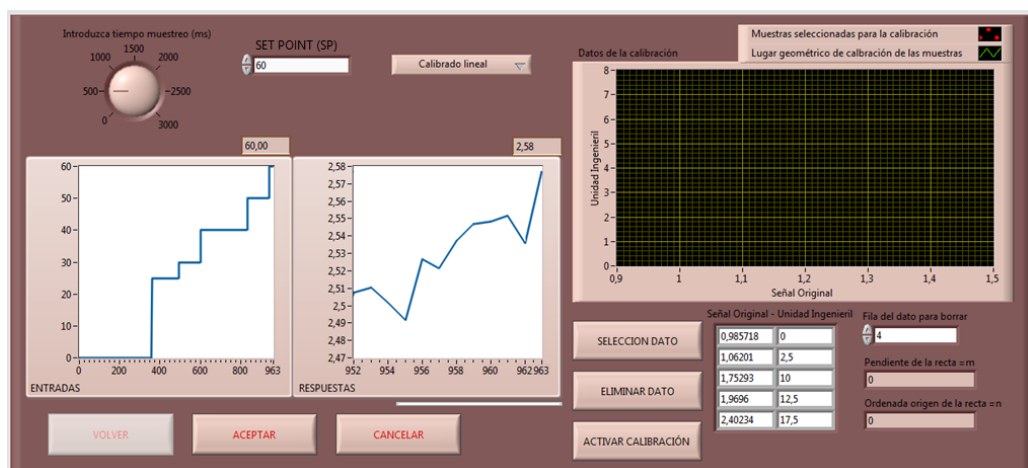 Introduzca tiempo muestreo (ms)
0
500
1000
1500
2000
2500
3000
SET POINT (SP)
60
Calibrado lineal
60,00
2,58
60
50
40
30
20
10
0
0 200 400 600 800 963
ENTRADAS
2,58
2,57
2,56
2,55
2,54
2,53
2,52
2,51
2,5
2,49
2,48
2,47
952 954 956 958 960 962 963
RESPUESTAS
VOLVER
ACEPTAR
CANCELAR
Muestras seleccionadas para la calibración
Lugar geométrico de calbración de las muestras
Datos de la calibración
Unidad Ingenieril
8
7
6
5
4
3
2
1
0
0,9 1 1,1 1,2 1,3 1,4 1,5
Señal Original
SELECCION DATO
ELIMINAR DATO
ACTIVAR CALIBRACIÓN
Señal Original - Unidad Ingenieril
0,985718 0
1,06201 2,5
1,75293 10
1,9696 12,5
2,40234 17,5
Fila del dato para borrar
4
Pendiente de la recta =m
0
Ordenada origen de la recta =n
0